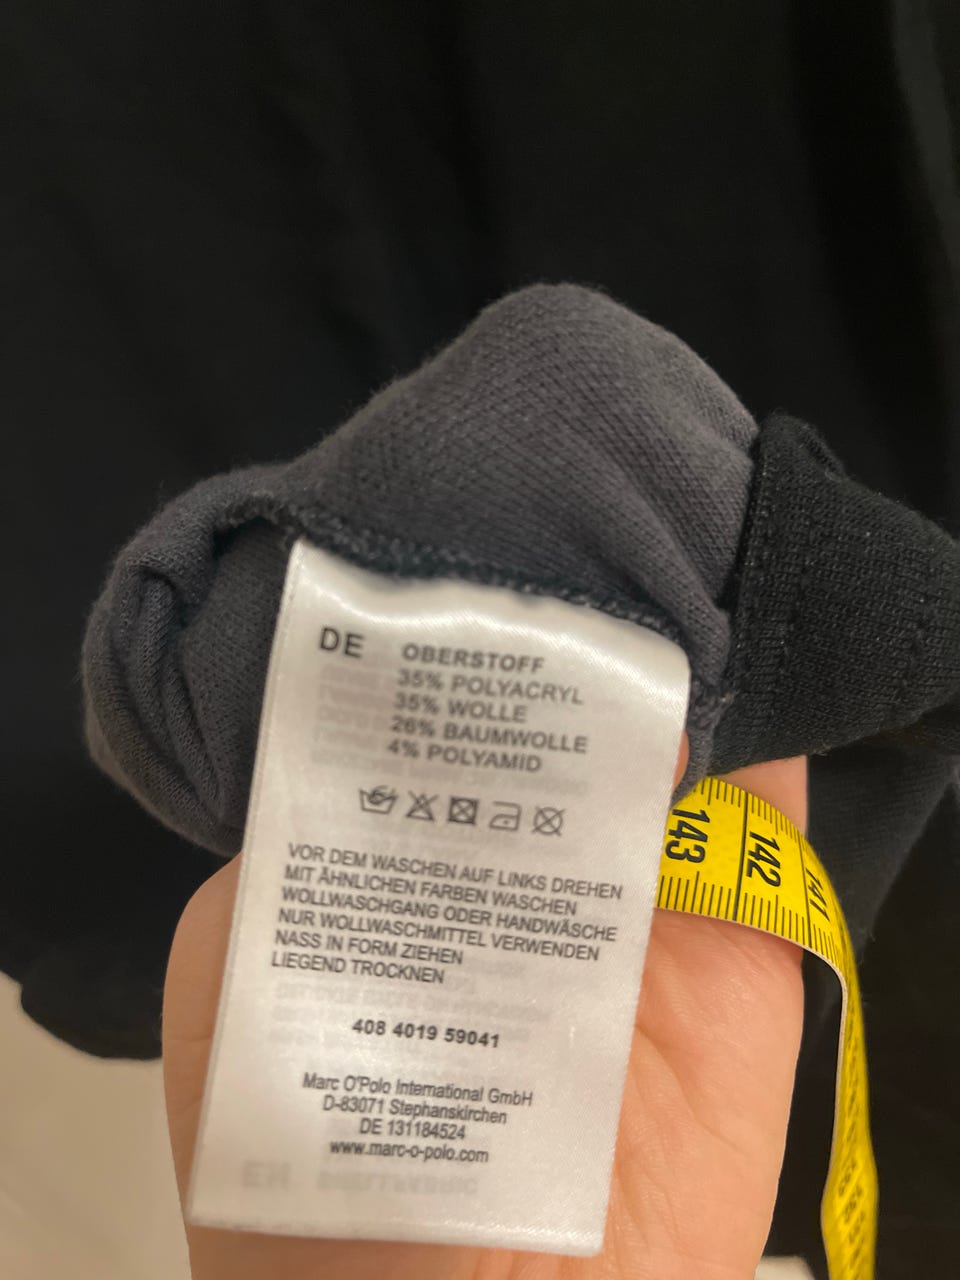 DE
OBERSTOFF
35% POLYACRYL
35% WOLLE
26% BAUMWOLLE
4% POLYAMID
VOR DEM WASCHEN AUF LINKS DREHEN
MIT ÄHNLICHEN FARBEN WASCHEN
WOLLWASCHGANG ODER HANDWÄSCHE
NUR WOLLWASCHMITTEL VERWENDEN
NASS IN FORM ZIEHEN
LIEGEND TROCKNEN
408 4019 59041
Marc O'Polo International GmbH
D-83071 Stephanskirchen
DE 131184524
www.marc-o-polo.com
143
142
141